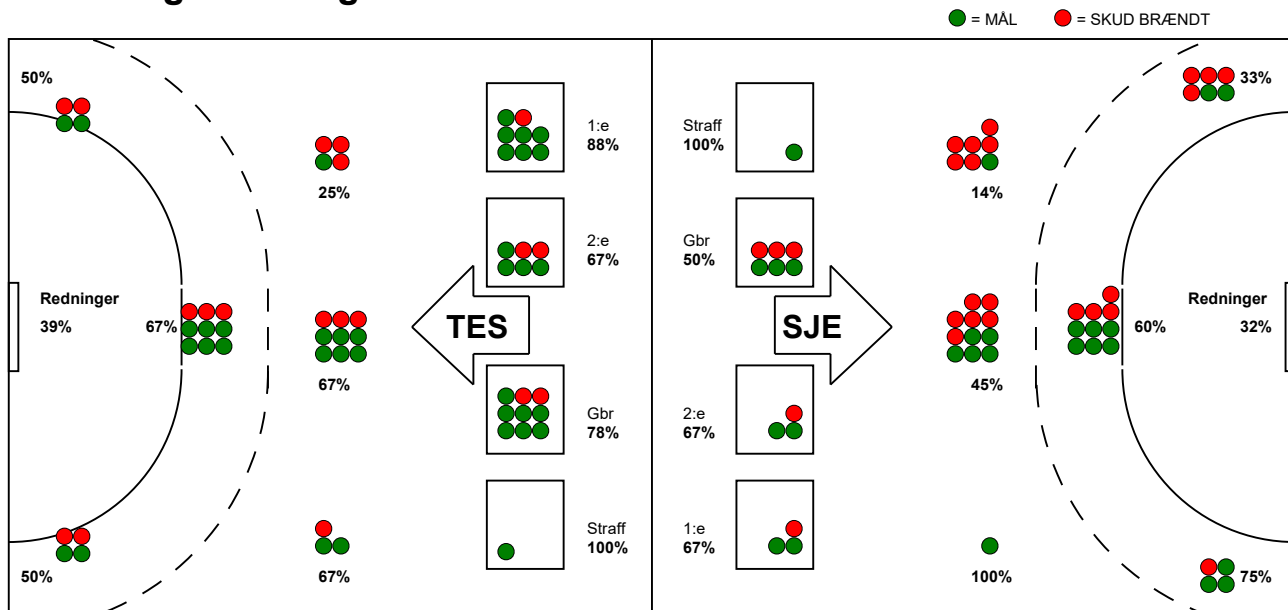 = MÅL = SKUD BRÆNDT
50%
33%
1:e
88%
Straff
100%
25%
14%
2:e
67%
Gbr
50%
Redninger
39%
67%
TES
SJE
60%
Redninger
32%
67%
45%
Gbr
78%
2:e
67%
Straff
100%
1:e
67%
50%
67%
100%
75%